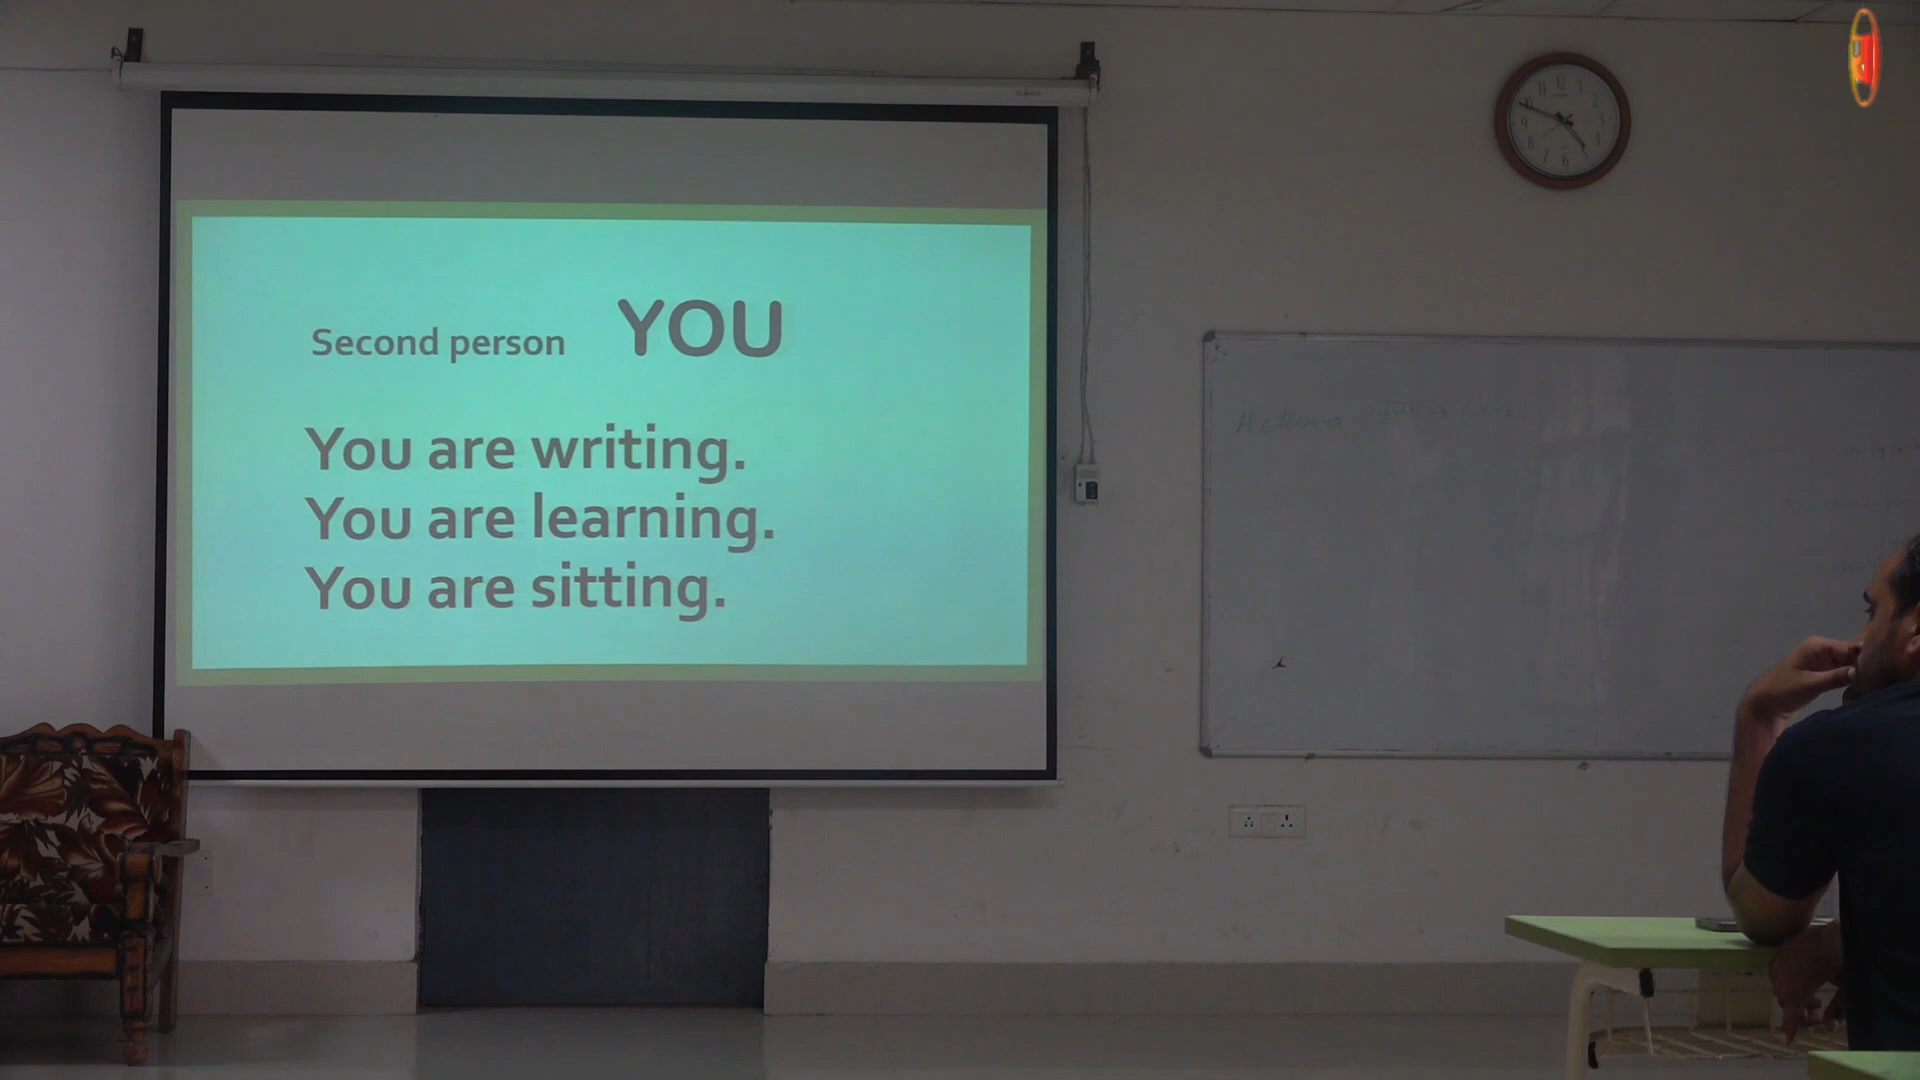 Second person YOU
You are writing.
You are learning.
You are sitting.